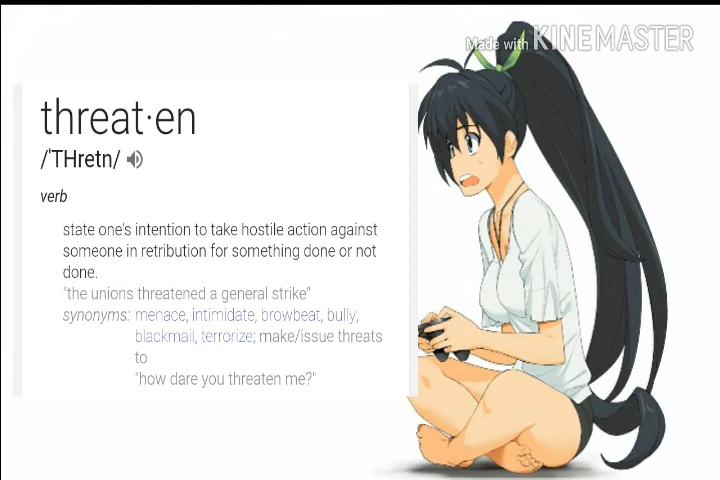 Made with KINEMASTER
threat·en
/ˈTHretn/
verb
state one's intention to take hostile action against
someone in retribution for something done or not
done.
"the unions threatened a general strike"
synonyms: menace, intimidate, browbeat, bully,
blackmail, terrorize; make/issue threats
to
"how dare you threaten me?"